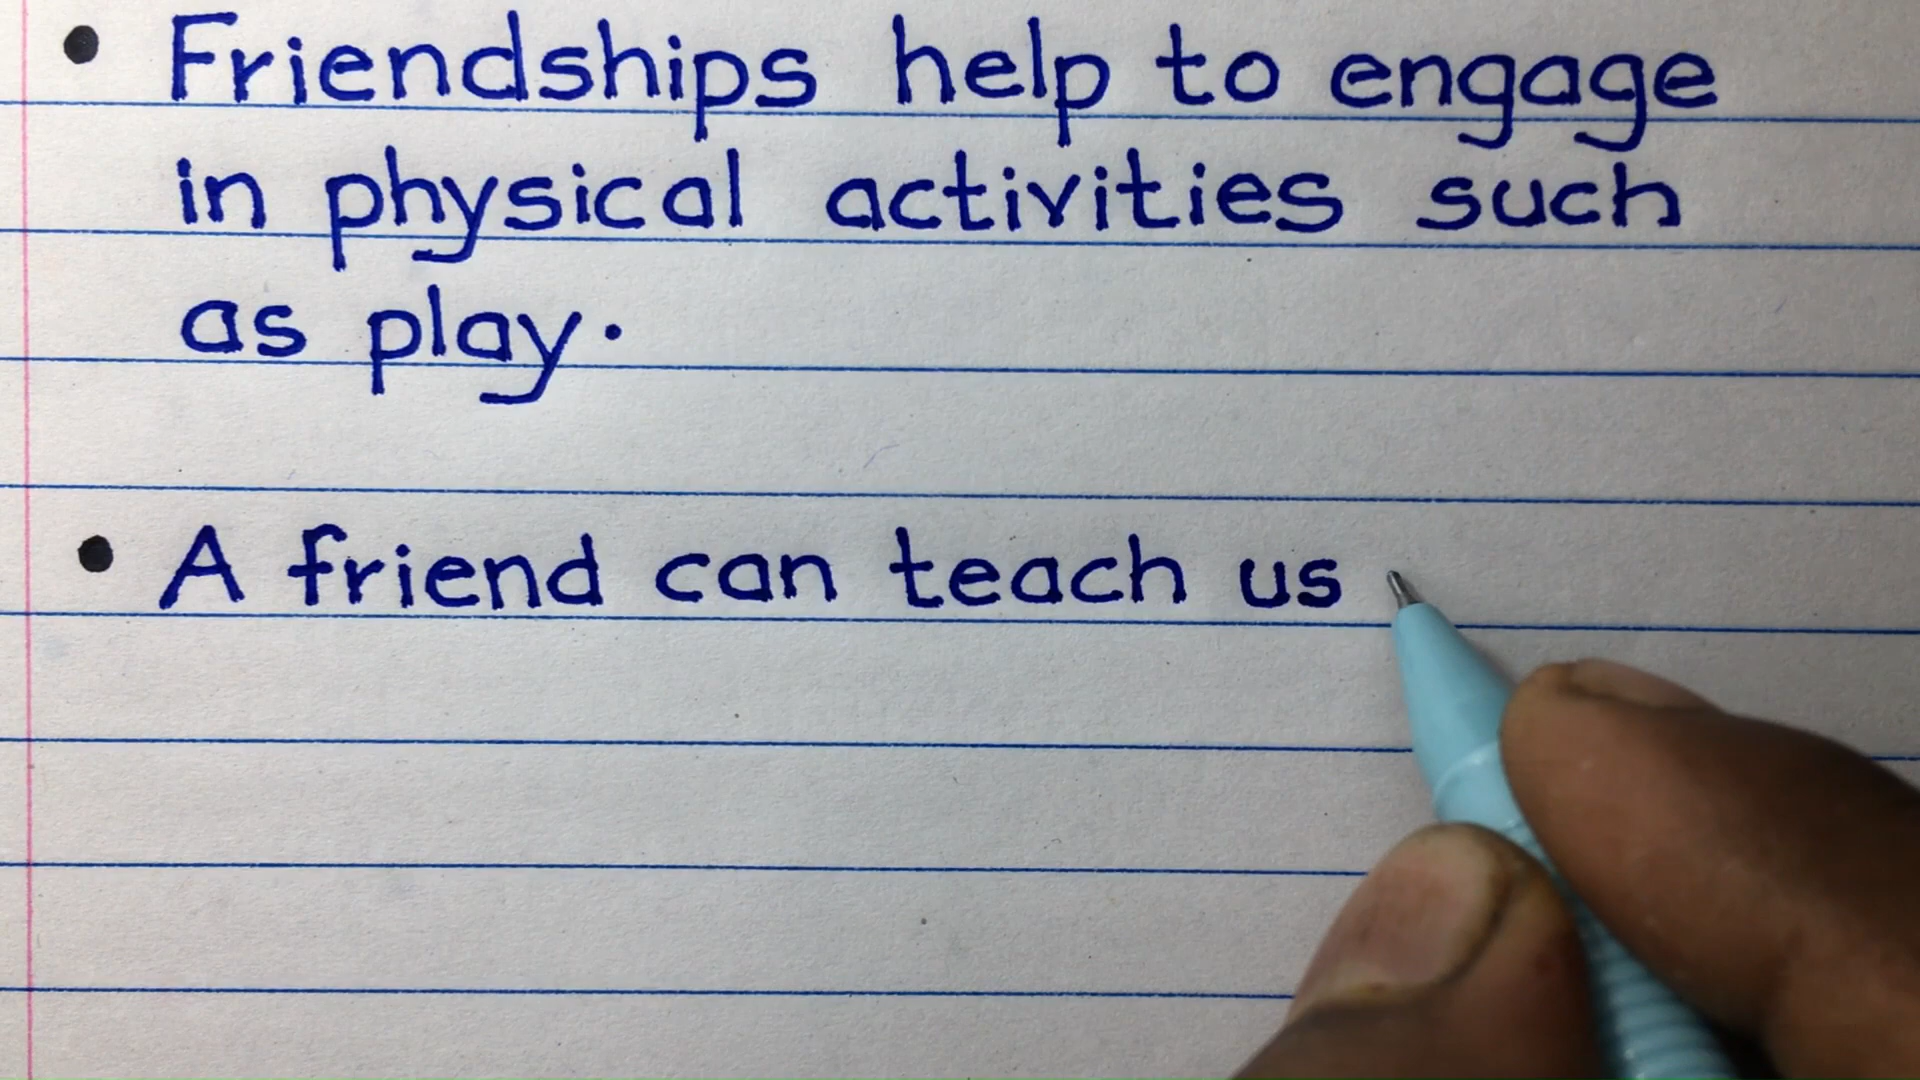 • Friendships help to engage
in physical activities such
as play.
• A friend can teach us